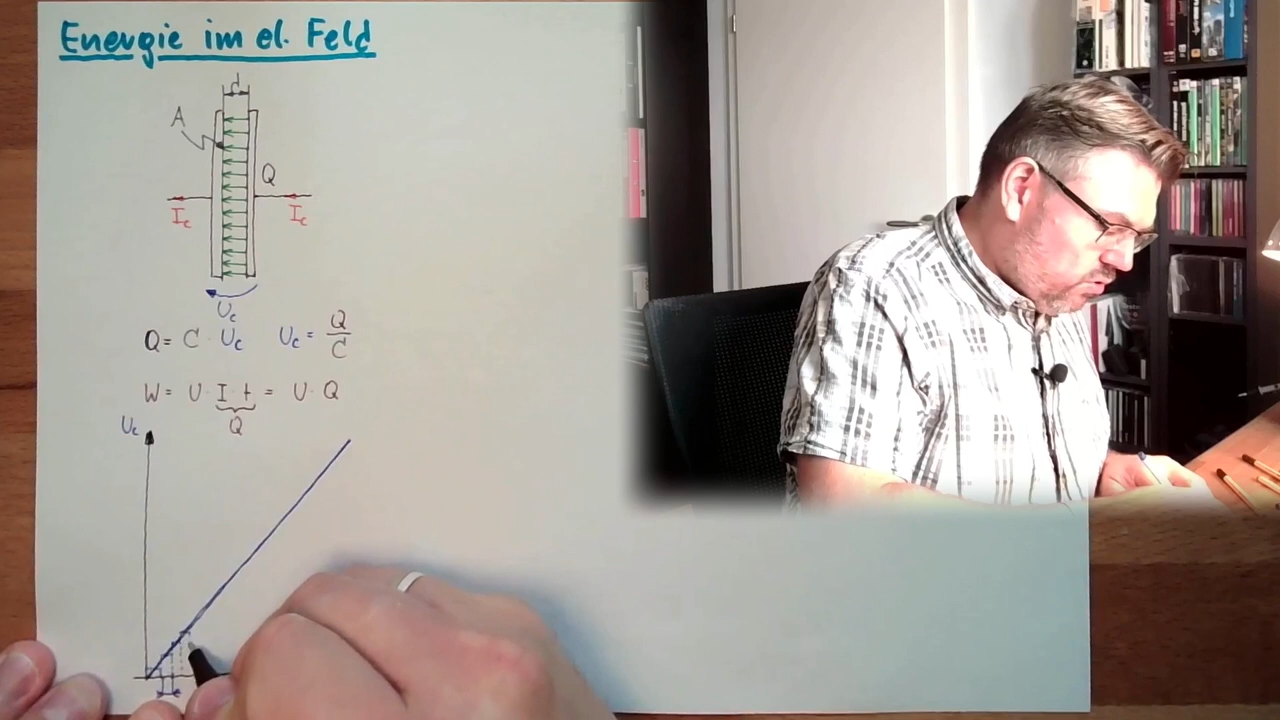 Energie im el. Feld
d
A
Q
Ic Ic
Uc
Q = C · Uc Uc = Q/C
W = U · I · t = U · Q
Q
Uc